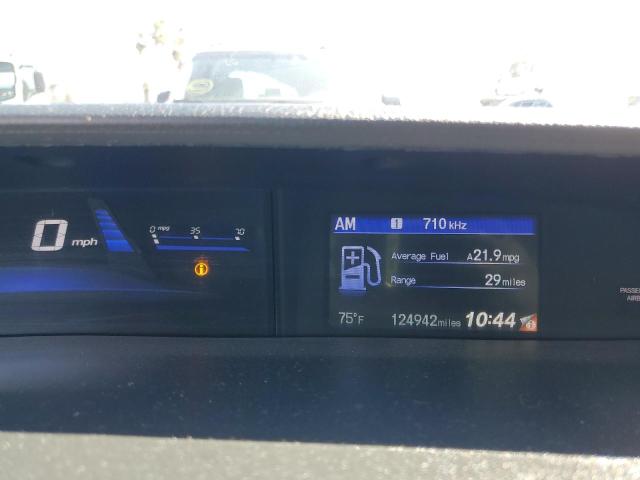 0 mph
0 mpg 35 70
AM 1 710 kHz
Average Fuel A21.9 mpg
Range 29 miles
75°F 124942 miles 10:44